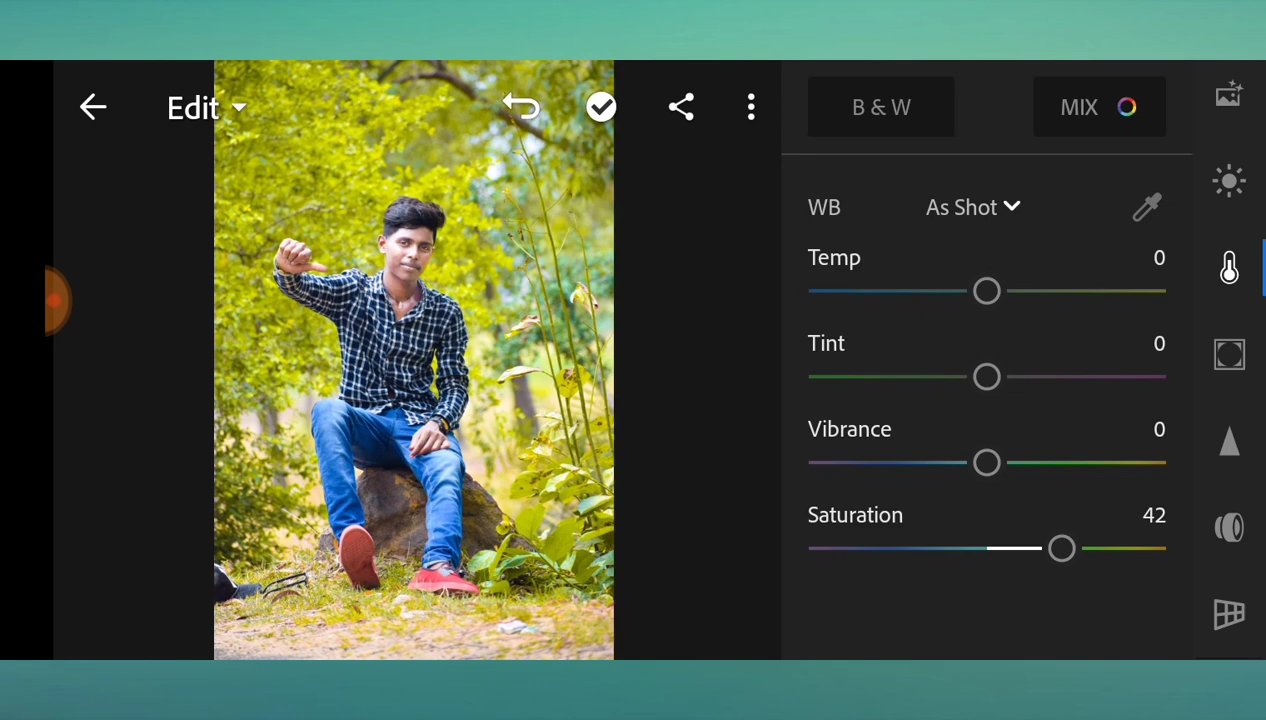 Edit
B & W
MIX
WB
As Shot
Temp
0
Tint
0
Vibrance
0
Saturation
42